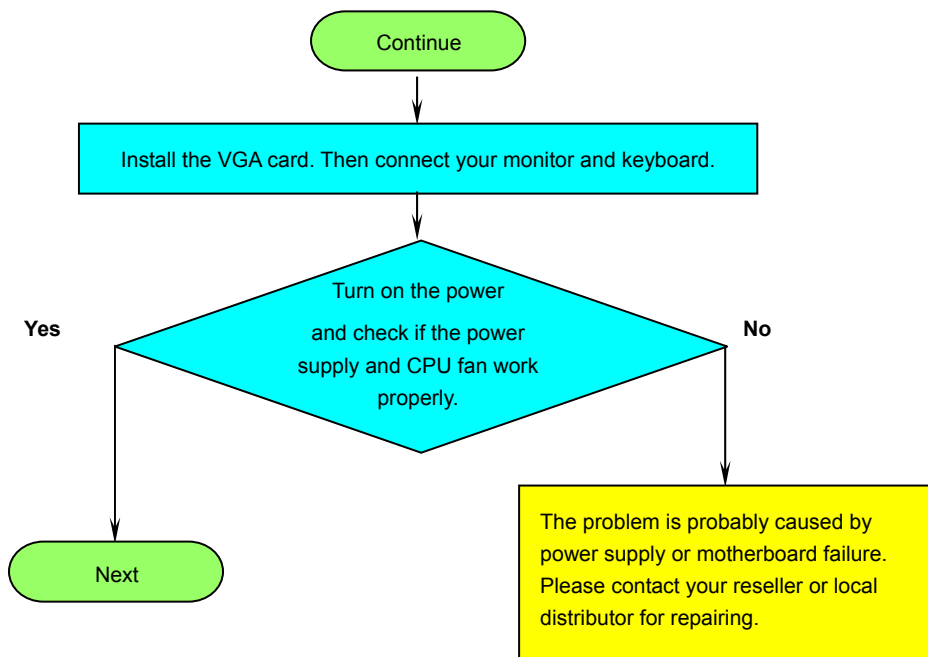 Continue
Install the VGA card. Then connect your monitor and keyboard.
Turn on the power
and check if the power
supply and CPU fan work
properly.
Yes
No
Next
The problem is probably caused by
power supply or motherboard failure.
Please contact your reseller or local
distributor for repairing.